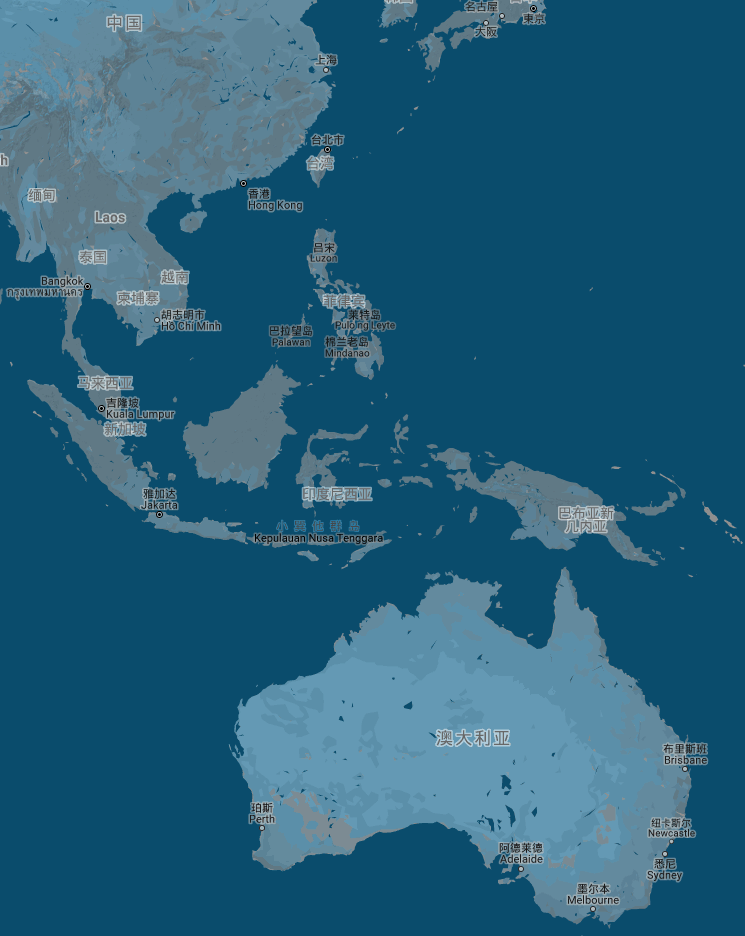 名古屋
東京
大阪
中国
上海
台北市
台湾
h
缅甸
香港
Hong Kong
Laos
吕宋
Luzon
泰国
越南
Bangkok
กรุงเทพมหานคร
柬埔寨
菲律宾
胡志明市
Hồ Chí Minh
莱特岛
Pulo ng Leyte
巴拉望岛
Palawan
棉兰老岛
Mindanao
马来西亚
吉隆坡
Kuala Lumpur
新加坡
雅加达
Jakarta
印度尼西亚
巴布亚新
几内亚
小巽他群岛
Kepulauan Nusa Tenggara
澳大利亚
布里斯班
Brisbane
珀斯
Perth
纽卡斯尔
Newcastle
阿德莱德
Adelaide
悉尼
Sydney
墨尔本
Melbourne